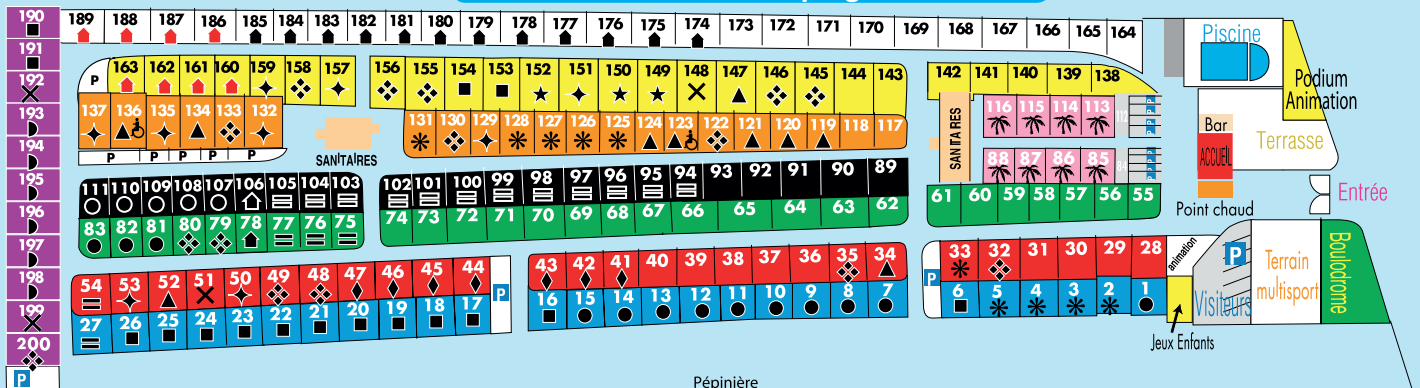 190
189 188 187 186 185 184 183 182 181 180 179 178 177 176 175 174 173 172 171 170 169 168 167 166 165 164
191
192
193
194
195
196
197
198
199
200
P
P
163 162 161 160 159 158 157
156 155 154 153 152 151 150 149 148 147 146 145 144 143
142 141 140 139 138
137 136 135 134 133 132
P P P P P
SANITAIRES
131 130 129 128 127 126 125 124 123 122 121 120 119 118 117
SANITAIRES
116 115 114 113 112
88 87 86 85 84
P
P
P
P
P
P
111 110 109 108 107 106 105 104 103
102 101 100 99 98 97 96 95 94 93 92 91 90 89
83 82 81 80 79 78 77 76 75
74 73 72 71 70 69 68 67 66 65 64 63 62
61 60 59 58 57 56 55
54 53 52 51 50 49 48 47 46 45 44
P
43 42 41 40 39 38 37 36 35 34
P
33 32 31 30 29 28
27 26 25 24 23 22 21 20 19 18 17
16 15 14 13 12 11 10 9 8 7
6 5 4 3 2 1
Piscine
Podium
Animation
Bar
ACCUEIL
Terrasse
Point chaud
Entrée
animation
P
Visiteurs
Terrain
multisport
Boulodrome
Jeux Enfants
Pépinière